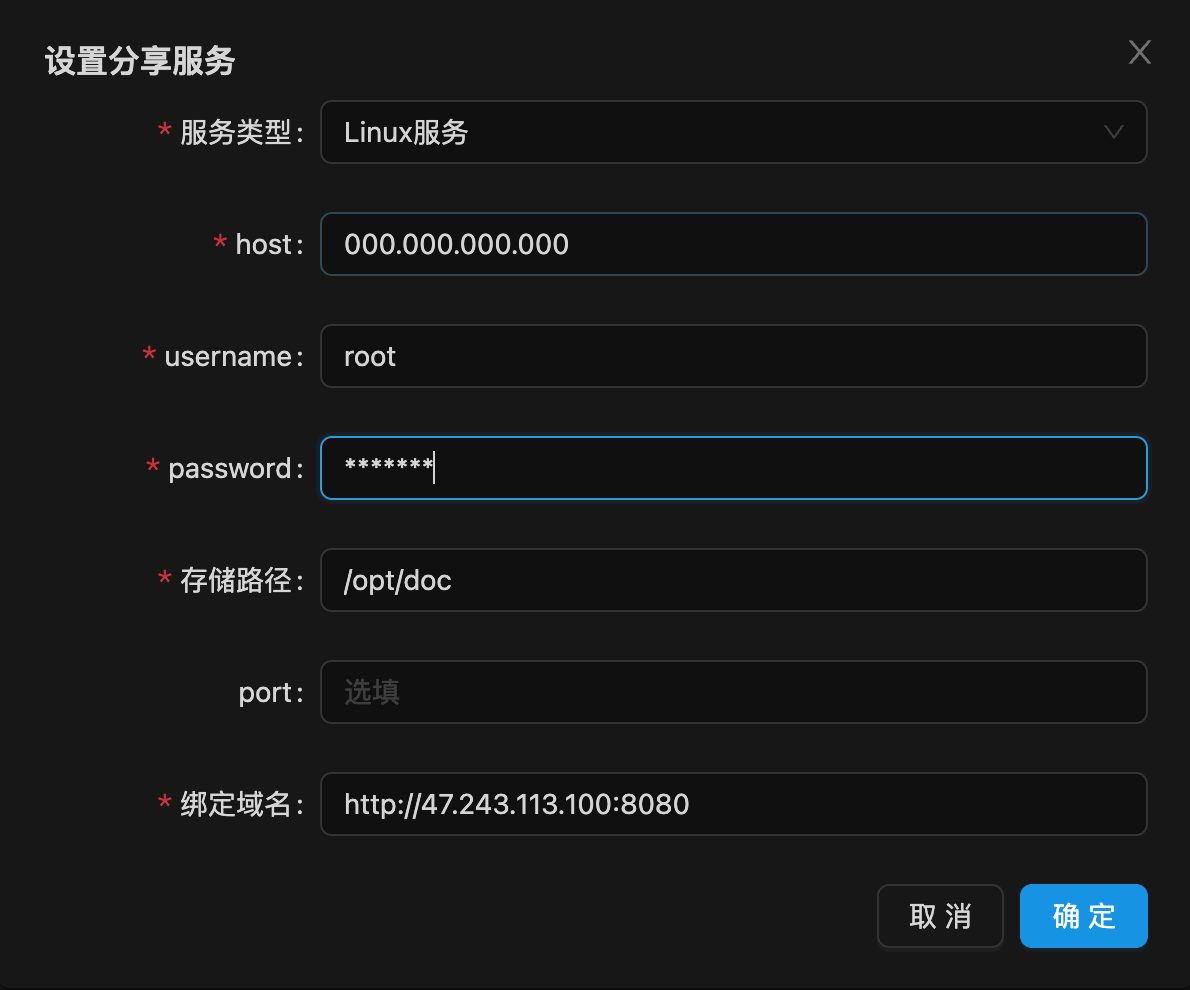 设置分享服务
* 服务类型: Linux服务
* host: 000.000.000.000
* username: root
* password: *******
* 存储路径: /opt/doc
port: 选填
* 绑定域名: http://47.243.113.100:8080
取 消 确 定